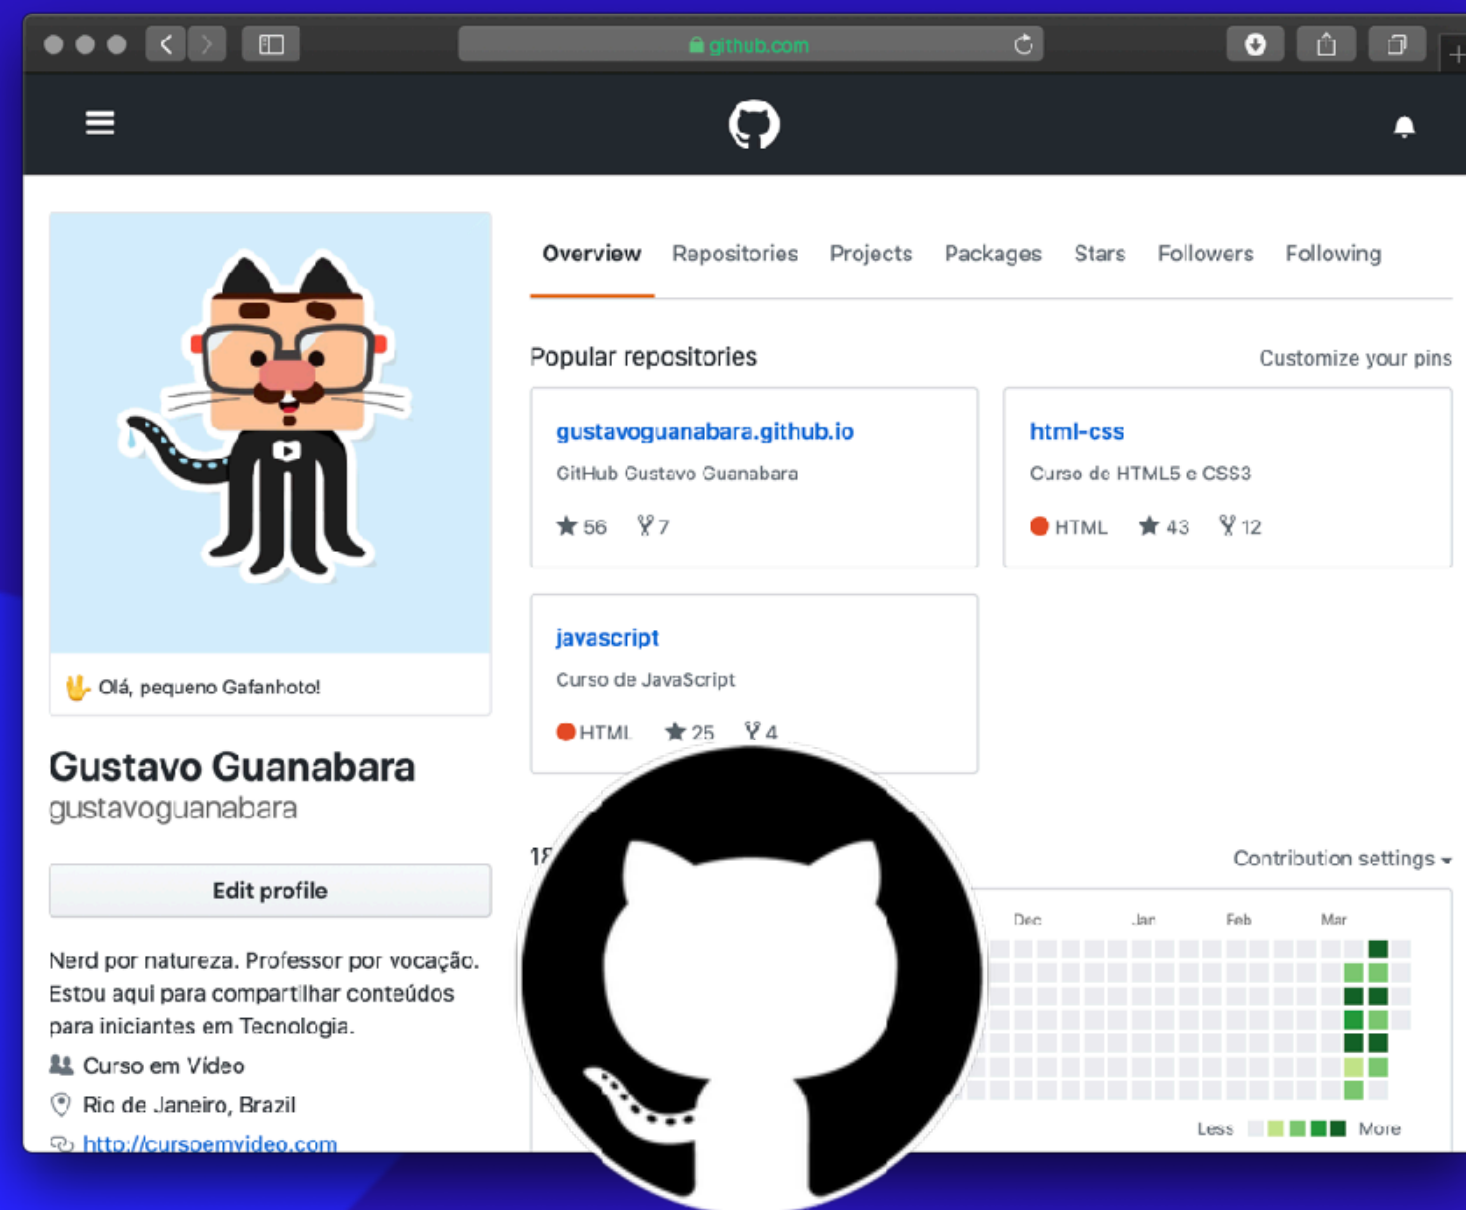 github.com
Overview Repositories Projects Packages Stars Followers Following
Popular repositories Customize your pins
gustavoguanabara.github.io
GitHub Gustavo Guanabara
56 7
html-css
Curso de HTML5 e CSS3
HTML 43 12
javascript
Curso de JavaScript
HTML 25 4
Olá, pequeno Gafanhoto!
Gustavo Guanabara
gustavoguanabara
Edit profile
Nerd por natureza. Professor por vocação.
Estou aqui para compartilhar conteúdos
para iniciantes em Tecnologia.
Curso em Vídeo
Rio de Janeiro, Brazil
http://cursoemvideo.com
Contribution settings
Dec Jan Feb Mar
Less More